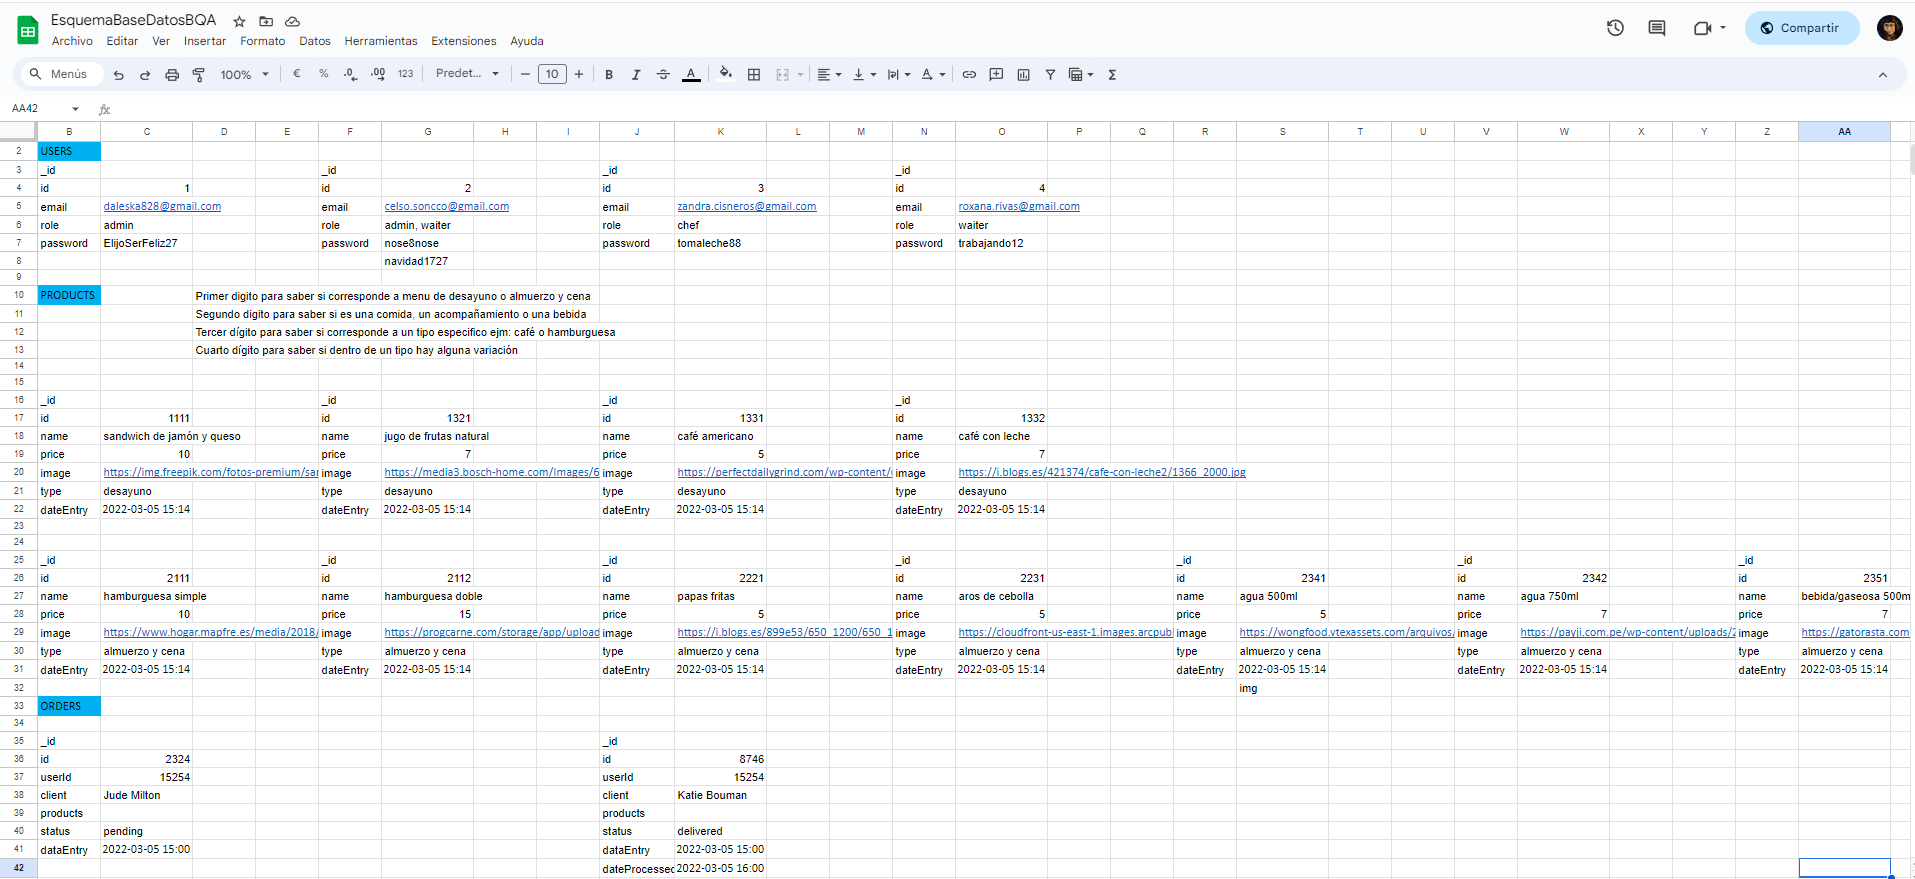 EsquemaBaseDatosBQA
Archivo Editar Ver Insertar Formato Datos Herramientas Extensiones Ayuda
Compartir
Menús 100% € % .0 .00 123 Predet... 10 B I A
AA42 fx
B C D E F G H I J K L M N O P Q R S T U V W X Y Z AA
2 USERS
3 _id _id _id _id
4 id 1 id 2 id 3 id 4
5 email daleska828@gmail.com email celso.soncco@gmail.com email zandra.cisneros@gmail.com email roxana.rivas@gmail.com
6 role admin role admin, waiter role chef role waiter
7 password ElijoSerFeliz27 password nose8nose password tomaleche88 password trabajando12
8 navidad1727
9
10 PRODUCTS Primer digito para saber si corresponde a menu de desayuno o almuerzo y cena
11 Segundo digito para saber si es una comida, un acompañamiento o una bebida
12 Tercer dígito para saber si corresponde a un tipo especifico ejm: café o hamburguesa
13 Cuarto dígito para saber si dentro de un tipo hay alguna variación
14
15
16 _id _id _id _id
17 id 1111 id 1321 id 1331 id 1332
18 name sandwich de jamón y queso name jugo de frutas natural name café americano name café con leche
19 price 10 price 7 price 5 price 7
20 image https://img.freepik.com/fotos-premium/sa image https://media3.bosch-home.com/Images/6 image https://perfectdailygrind.com/wp-content/ image https://i.blogs.es/421374/cafe-con-leche2/1366_2000.jpg
21 type desayuno type desayuno type desayuno type desayuno
22 dateEntry 2022-03-05 15:14 dateEntry 2022-03-05 15:14 dateEntry 2022-03-05 15:14 dateEntry 2022-03-05 15:14
23
24
25 _id _id _id _id _id _id _id
26 id 2111 id 2112 id 2221 id 2231 id 2341 id 2342 id 2351
27 name hamburguesa simple name hamburguesa doble name papas fritas name aros de cebolla name agua 500ml name agua 750ml name bebida/gaseosa 500m
28 price 10 price 15 price 5 price 5 price 5 price 7 price 7
29 image https://www.hogar.mapfre.es/media/2018/ image https://progcarne.com/storage/app/upload image https://i.blogs.es/899e53/650_1200/650_1 image https://cloudfront-us-east-1.images.arcpubl image https://wongfood.vtexassets.com/arquivos/ image https://payji.com.pe/wp-content/uploads/2 image https://gatorasta.com
30 type almuerzo y cena type almuerzo y cena type almuerzo y cena type almuerzo y cena type almuerzo y cena type almuerzo y cena type almuerzo y cena
31 dateEntry 2022-03-05 15:14 dateEntry 2022-03-05 15:14 dateEntry 2022-03-05 15:14 dateEntry 2022-03-05 15:14 dateEntry 2022-03-05 15:14 dateEntry 2022-03-05 15:14 dateEntry 2022-03-05 15:14
32 img
33 ORDERS
34
35 _id _id
36 id 2324 id 8746
37 userId 15254 userId 15254
38 client Jude Milton client Katie Bouman
39 products products
40 status pending status delivered
41 dataEntry 2022-03-05 15:00 dataEntry 2022-03-05 15:00
42 dateProcessed 2022-03-05 16:00